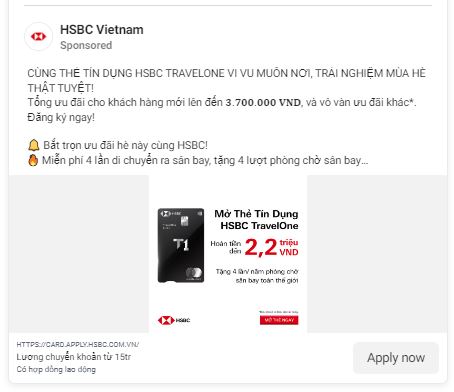 HSBC Vietnam
Sponsored
CÙNG THẺ TÍN DỤNG HSBC TRAVELONE VI VU MUÔN NƠI, TRẢI NGHIỆM MÙA HÈ
THẬT TUYỆT!
Tổng ưu đãi cho khách hàng mới lên đến 3.700.000 VND, và vô vàn ưu đãi khác*.
Đăng ký ngay!
🔔 Bắt trọn ưu đãi hè này cùng HSBC!
🔥 Miễn phí 4 lần di chuyển ra sân bay, tặng 4 lượt phòng chờ sân bay...
HSBC
T1
Mở Thẻ Tín Dụng
HSBC TravelOne
Hoàn tiền
đến
2,2 triệu
VND
Tặng 4 lần/ năm phòng chờ
sân bay toàn thế giới
HSBC
MỞ THẺ NGAY
HTTPS://CARD.APPLY.HSBC.COM.VN/
Lương chuyển khoản từ 15tr
Có hợp đồng lao động
Apply now